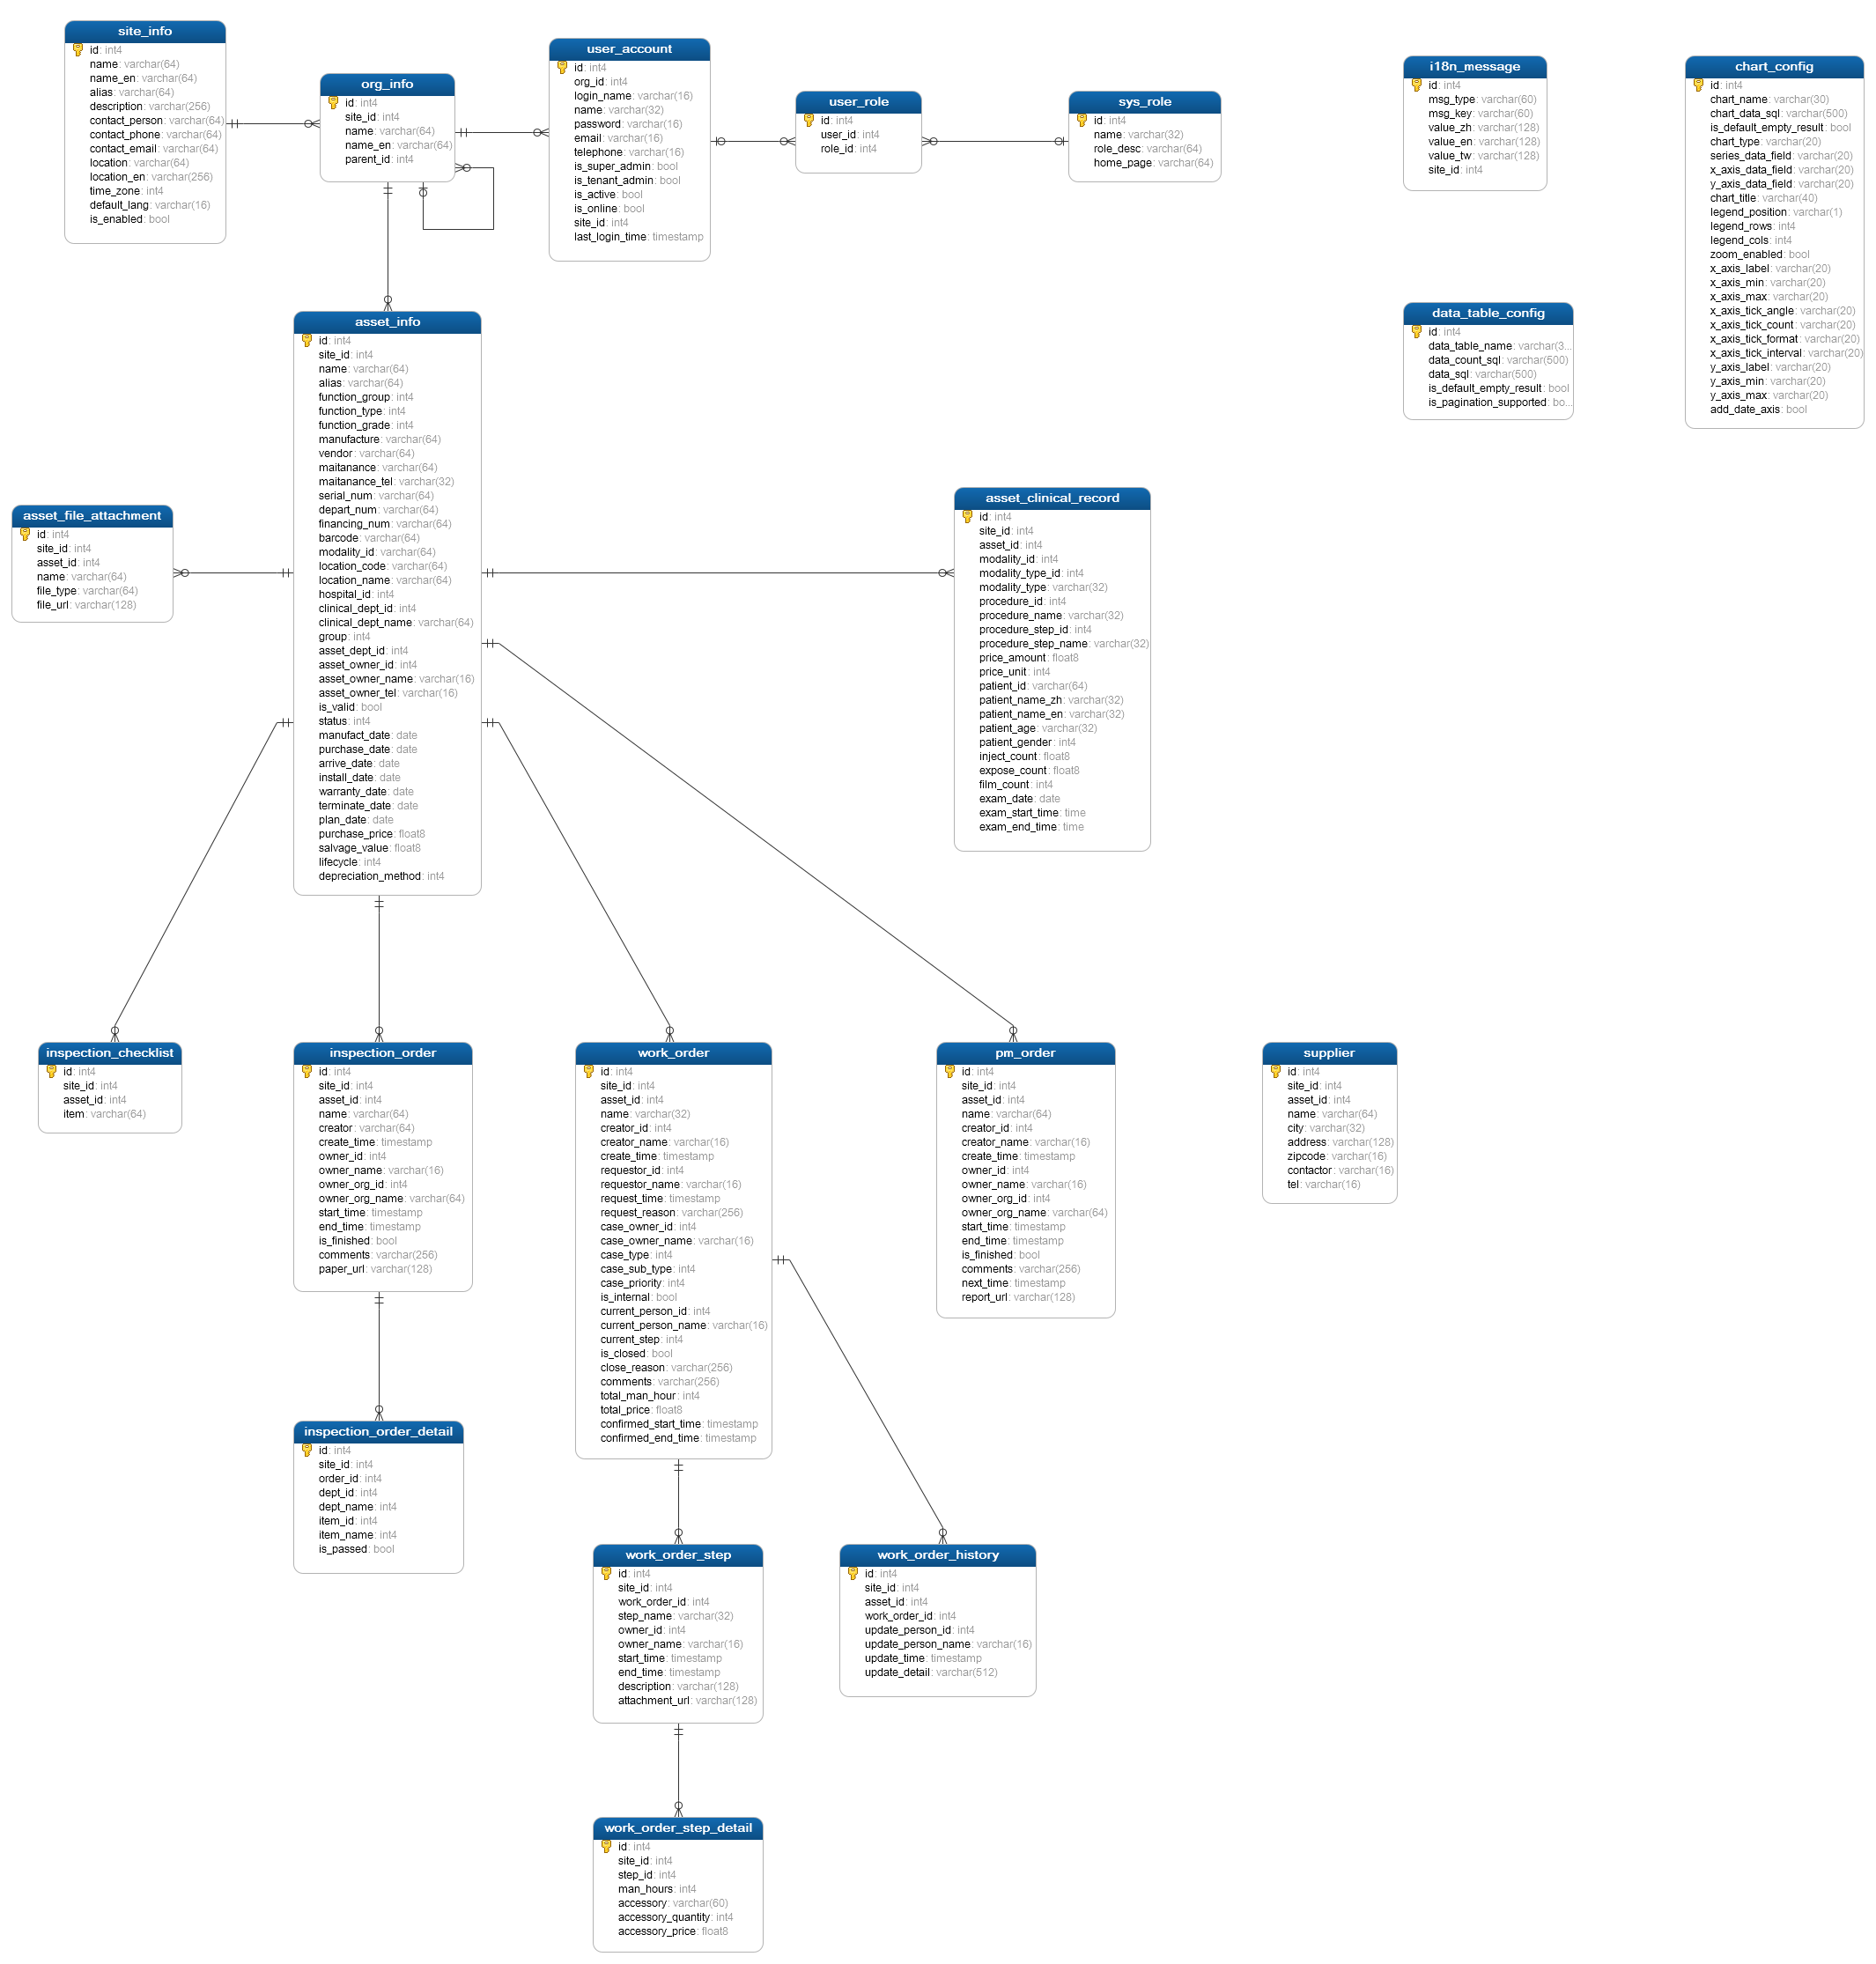 site_info
id: int4
name: varchar(64)
name_en: varchar(64)
alias: varchar(64)
description: varchar(256)
contact_person: varchar(64)
contact_phone: varchar(64)
contact_email: varchar(64)
location: varchar(64)
location_en: varchar(256)
time_zone: int4
default_lang: varchar(16)
is_enabled: bool
org_info
id: int4
site_id: int4
name: varchar(64)
name_en: varchar(64)
parent_id: int4
user_account
id: int4
org_id: int4
login_name: varchar(16)
name: varchar(32)
password: varchar(16)
email: varchar(16)
telephone: varchar(16)
is_super_admin: bool
is_tenant_admin: bool
is_active: bool
is_online: bool
site_id: int4
last_login_time: timestamp
user_role
id: int4
user_id: int4
role_id: int4
sys_role
id: int4
name: varchar(32)
role_desc: varchar(64)
home_page: varchar(64)
i18n_message
id: int4
msg_type: varchar(60)
msg_key: varchar(60)
value_zh: varchar(128)
value_en: varchar(128)
value_tw: varchar(128)
site_id: int4
chart_config
id: int4
chart_name: varchar(30)
chart_data_sql: varchar(500)
is_default_empty_result: bool
chart_type: varchar(20)
series_data_field: varchar(20)
x_axis_data_field: varchar(20)
y_axis_data_field: varchar(20)
chart_title: varchar(40)
legend_position: varchar(1)
legend_rows: int4
legend_cols: int4
zoom_enabled: bool
x_axis_label: varchar(20)
x_axis_min: varchar(20)
x_axis_max: varchar(20)
x_axis_tick_angle: varchar(20)
x_axis_tick_count: varchar(20)
x_axis_tick_format: varchar(20)
x_axis_tick_interval: varchar(20)
y_axis_label: varchar(20)
y_axis_min: varchar(20)
y_axis_max: varchar(20)
add_date_axis: bool
data_table_config
id: int4
data_table_name: varchar(3...
data_count_sql: varchar(500)
data_sql: varchar(500)
is_default_empty_result: bool
is_pagination_supported: bo...
asset_info
id: int4
site_id: int4
name: varchar(64)
alias: varchar(64)
function_group: int4
function_type: int4
function_grade: int4
manufacture: varchar(64)
vendor: varchar(64)
maitanance: varchar(64)
maitanance_tel: varchar(32)
serial_num: varchar(64)
depart_num: varchar(64)
financing_num: varchar(64)
barcode: varchar(64)
modality_id: varchar(64)
location_code: varchar(64)
location_name: varchar(64)
hospital_id: int4
clinical_dept_id: int4
clinical_dept_name: varchar(64)
group: int4
asset_dept_id: int4
asset_owner_id: int4
asset_owner_name: varchar(16)
asset_owner_tel: varchar(16)
is_valid: bool
status: int4
manufact_date: date
purchase_date: date
arrive_date: date
install_date: date
warranty_date: date
terminate_date: date
plan_date: date
purchase_price: float8
salvage_value: float8
lifecycle: int4
depreciation_method: int4
asset_file_attachment
id: int4
site_id: int4
asset_id: int4
name: varchar(64)
file_type: varchar(64)
file_url: varchar(128)
asset_clinical_record
id: int4
site_id: int4
asset_id: int4
modality_id: int4
modality_type_id: int4
modality_type: varchar(32)
procedure_id: int4
procedure_name: varchar(32)
procedure_step_id: int4
procedure_step_name: varchar(32)
price_amount: float8
price_unit: int4
patient_id: varchar(64)
patient_name_zh: varchar(32)
patient_name_en: varchar(32)
patient_age: varchar(32)
patient_gender: int4
inject_count: float8
expose_count: float8
film_count: int4
exam_date: date
exam_start_time: time
exam_end_time: time
inspection_checklist
id: int4
site_id: int4
asset_id: int4
item: varchar(64)
inspection_order
id: int4
site_id: int4
asset_id: int4
name: varchar(64)
creator: varchar(64)
create_time: timestamp
owner_id: int4
owner_name: varchar(16)
owner_org_id: int4
owner_org_name: varchar(64)
start_time: timestamp
end_time: timestamp
is_finished: bool
comments: varchar(256)
paper_url: varchar(128)
work_order
id: int4
site_id: int4
asset_id: int4
name: varchar(32)
creator_id: int4
creator_name: varchar(16)
create_time: timestamp
requestor_id: int4
requestor_name: varchar(16)
request_time: timestamp
request_reason: varchar(256)
case_owner_id: int4
case_owner_name: varchar(16)
case_type: int4
case_sub_type: int4
case_priority: int4
is_internal: bool
current_person_id: int4
current_person_name: varchar(16)
current_step: int4
is_closed: bool
close_reason: varchar(256)
comments: varchar(256)
total_man_hour: int4
total_price: float8
confirmed_start_time: timestamp
confirmed_end_time: timestamp
pm_order
id: int4
site_id: int4
asset_id: int4
name: varchar(64)
creator_id: int4
creator_name: varchar(16)
create_time: timestamp
owner_id: int4
owner_name: varchar(16)
owner_org_id: int4
owner_org_name: varchar(64)
start_time: timestamp
end_time: timestamp
is_finished: bool
comments: varchar(256)
next_time: timestamp
report_url: varchar(128)
supplier
id: int4
site_id: int4
asset_id: int4
name: varchar(64)
city: varchar(32)
address: varchar(128)
zipcode: varchar(16)
contactor: varchar(16)
tel: varchar(16)
inspection_order_detail
id: int4
site_id: int4
order_id: int4
dept_id: int4
dept_name: int4
item_id: int4
item_name: int4
is_passed: bool
work_order_step
id: int4
site_id: int4
work_order_id: int4
step_name: varchar(32)
owner_id: int4
owner_name: varchar(16)
start_time: timestamp
end_time: timestamp
description: varchar(128)
attachment_url: varchar(128)
work_order_history
id: int4
site_id: int4
asset_id: int4
work_order_id: int4
update_person_id: int4
update_person_name: varchar(16)
update_time: timestamp
update_detail: varchar(512)
work_order_step_detail
id: int4
site_id: int4
step_id: int4
man_hours: int4
accessory: varchar(60)
accessory_quantity: int4
accessory_price: float8